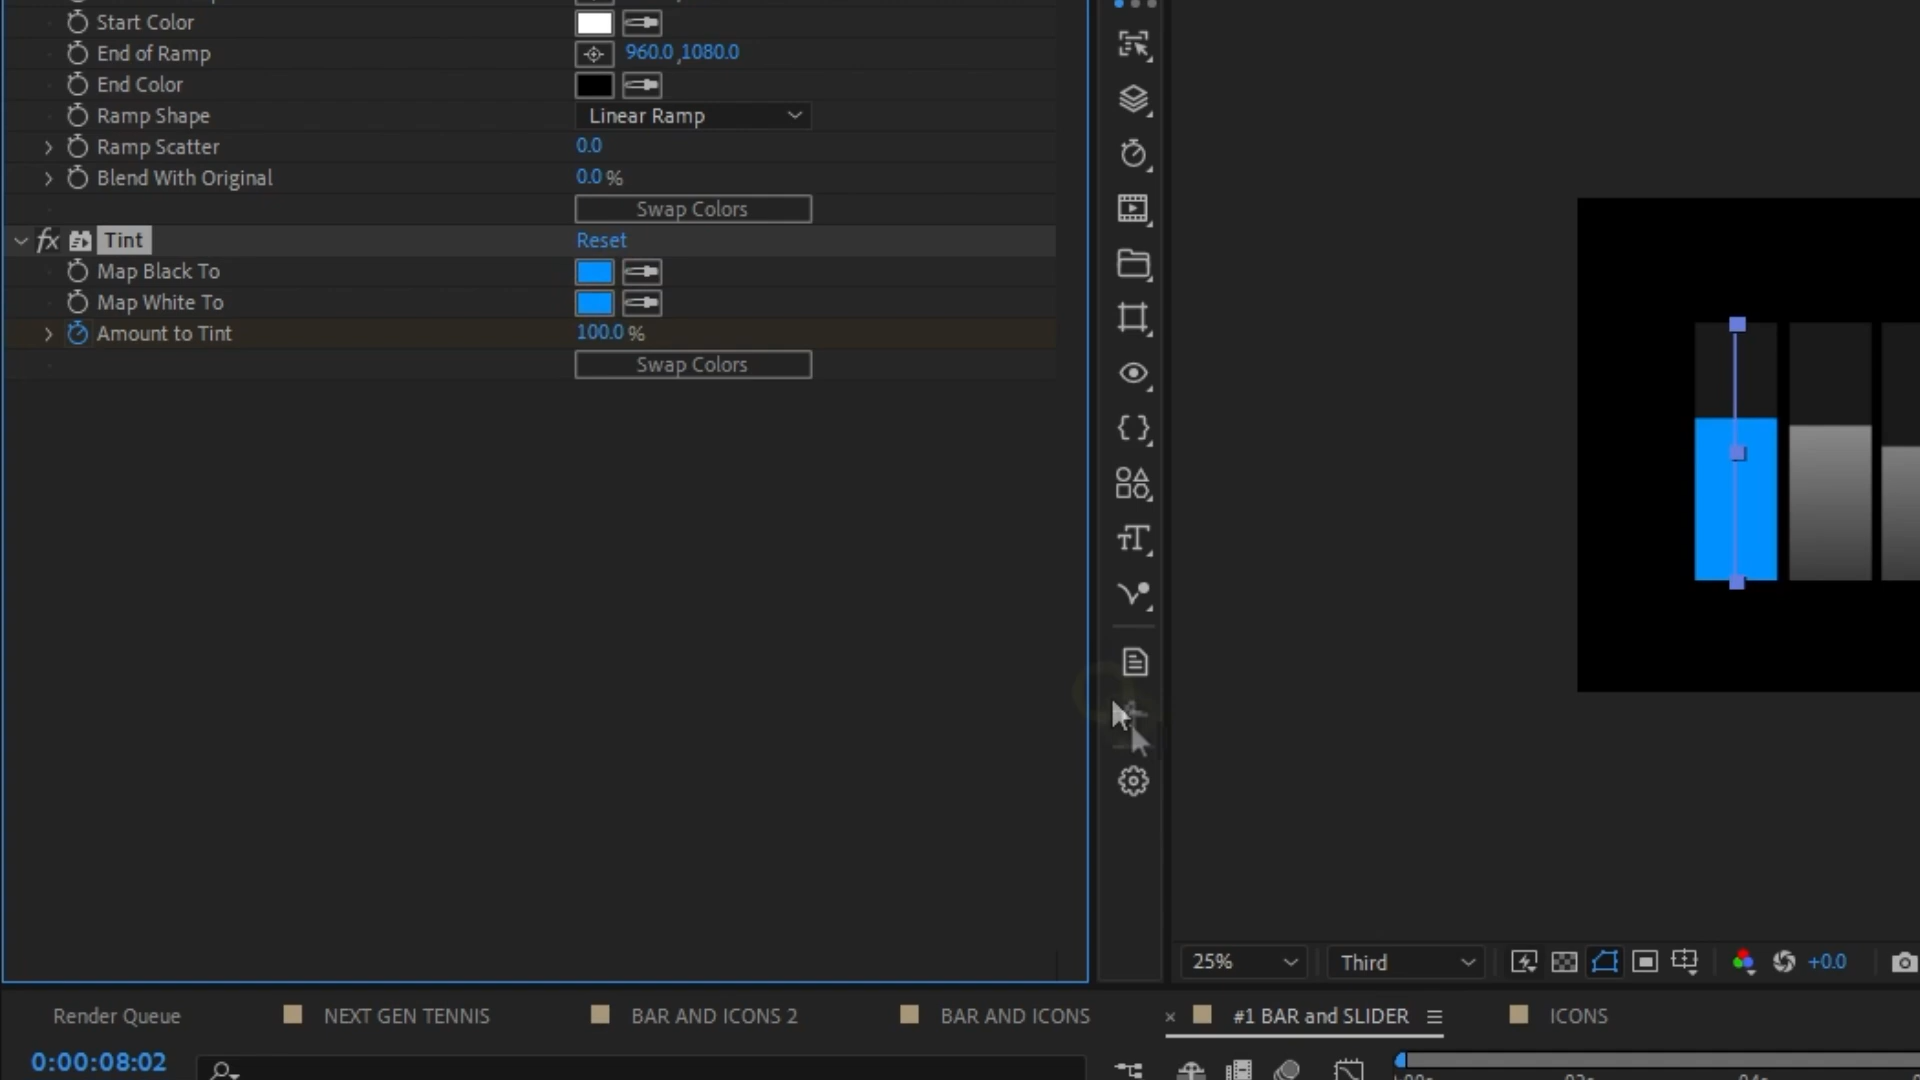 Start Color
End of Ramp 960.0,1080.0
End Color
Ramp Shape Linear Ramp
Ramp Scatter 0.0
Blend With Original 0.0 %
Swap Colors
fx Tint Reset
Map Black To
Map White To
Amount to Tint 100.0 %
Swap Colors
25% Third +0.0
Render Queue NEXT GEN TENNIS BAR AND ICONS 2 BAR AND ICONS × #1 BAR and SLIDER ICONS
0:00:08:02